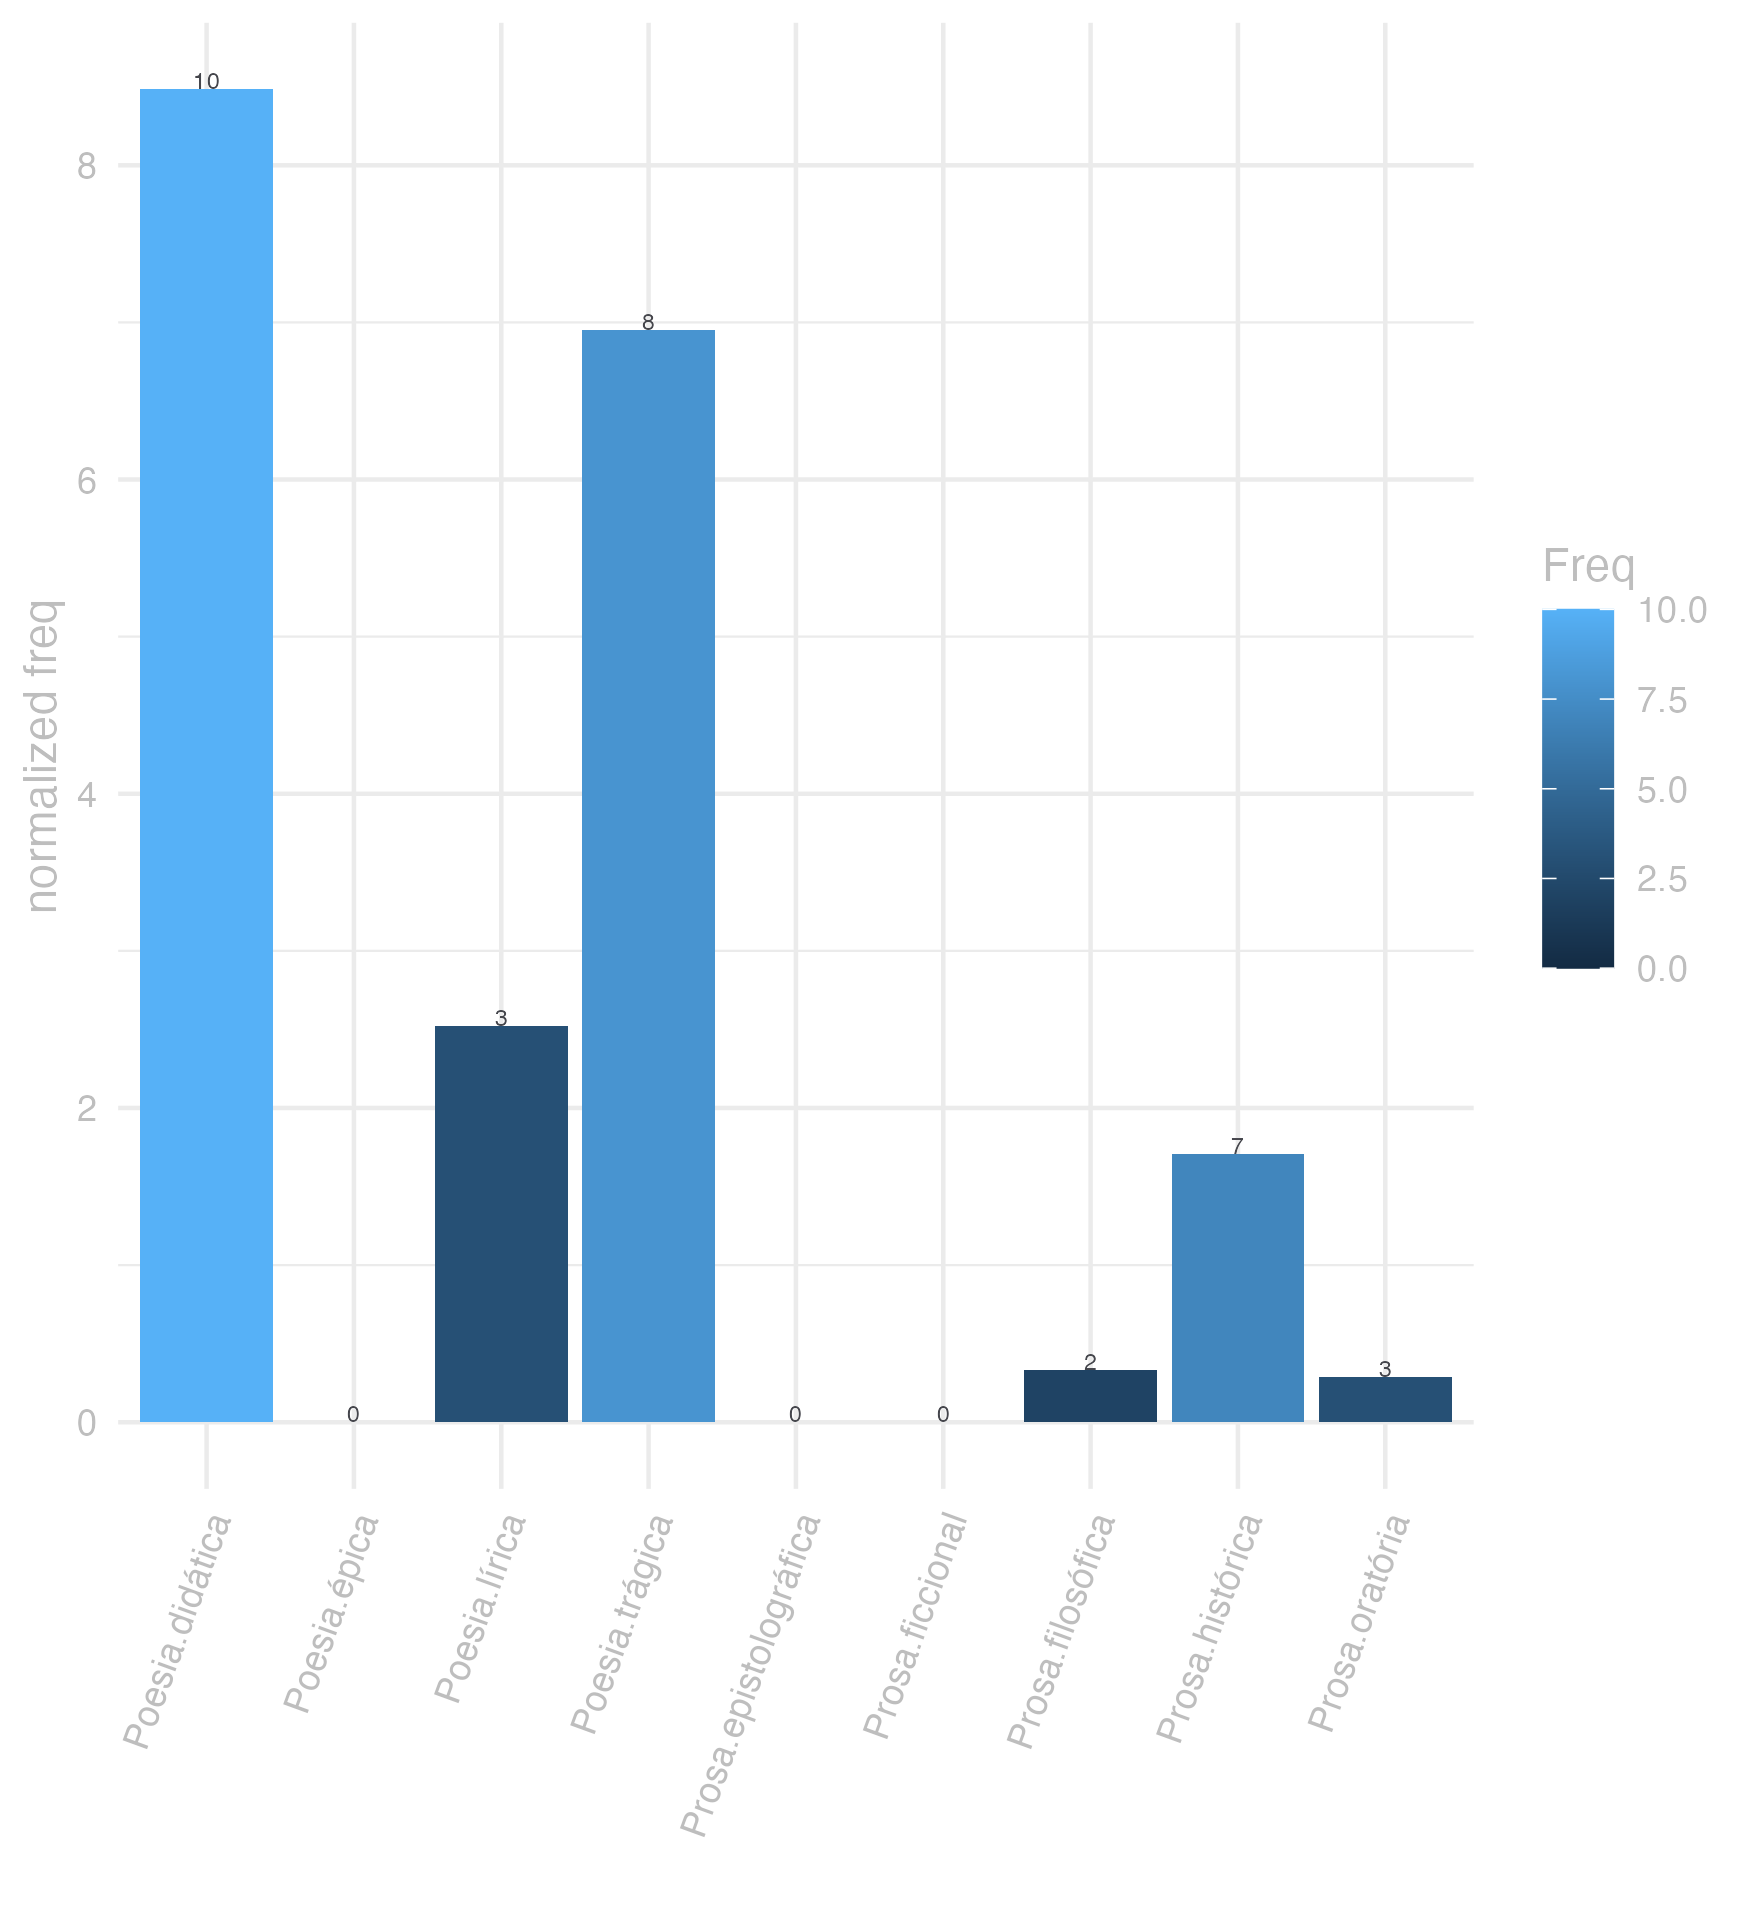 10
8
8
6
normalized freq
4
3
2
7
2
3
0
0
0
0
Poesia.didática
Poesia.épica
Poesia.lírica
Poesia.trágica
Prosa.epistolográfica
Prosa.ficcional
Prosa.filosófica
Prosa.histórica
Prosa.oratória
Freq
10.0
7.5
5.0
2.5
0.0